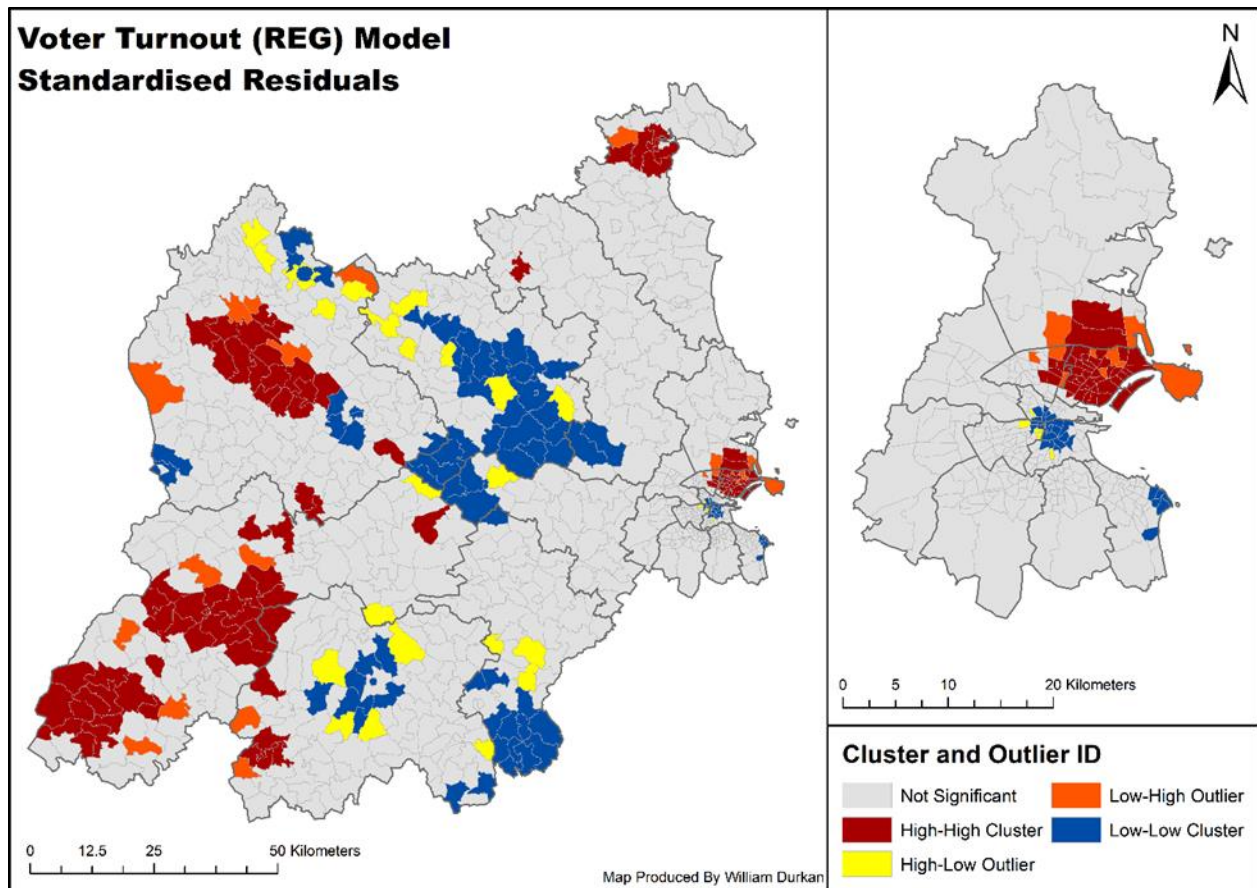 Voter Turnout (REG) Model
Standardised Residuals
0 12.5 25 50 Kilometers
Map Produced By William Durkan
N
0 5 10 20 Kilometers
Cluster and Outlier ID
Not Significant
High-High Cluster
High-Low Outlier
Low-High Outlier
Low-Low Cluster